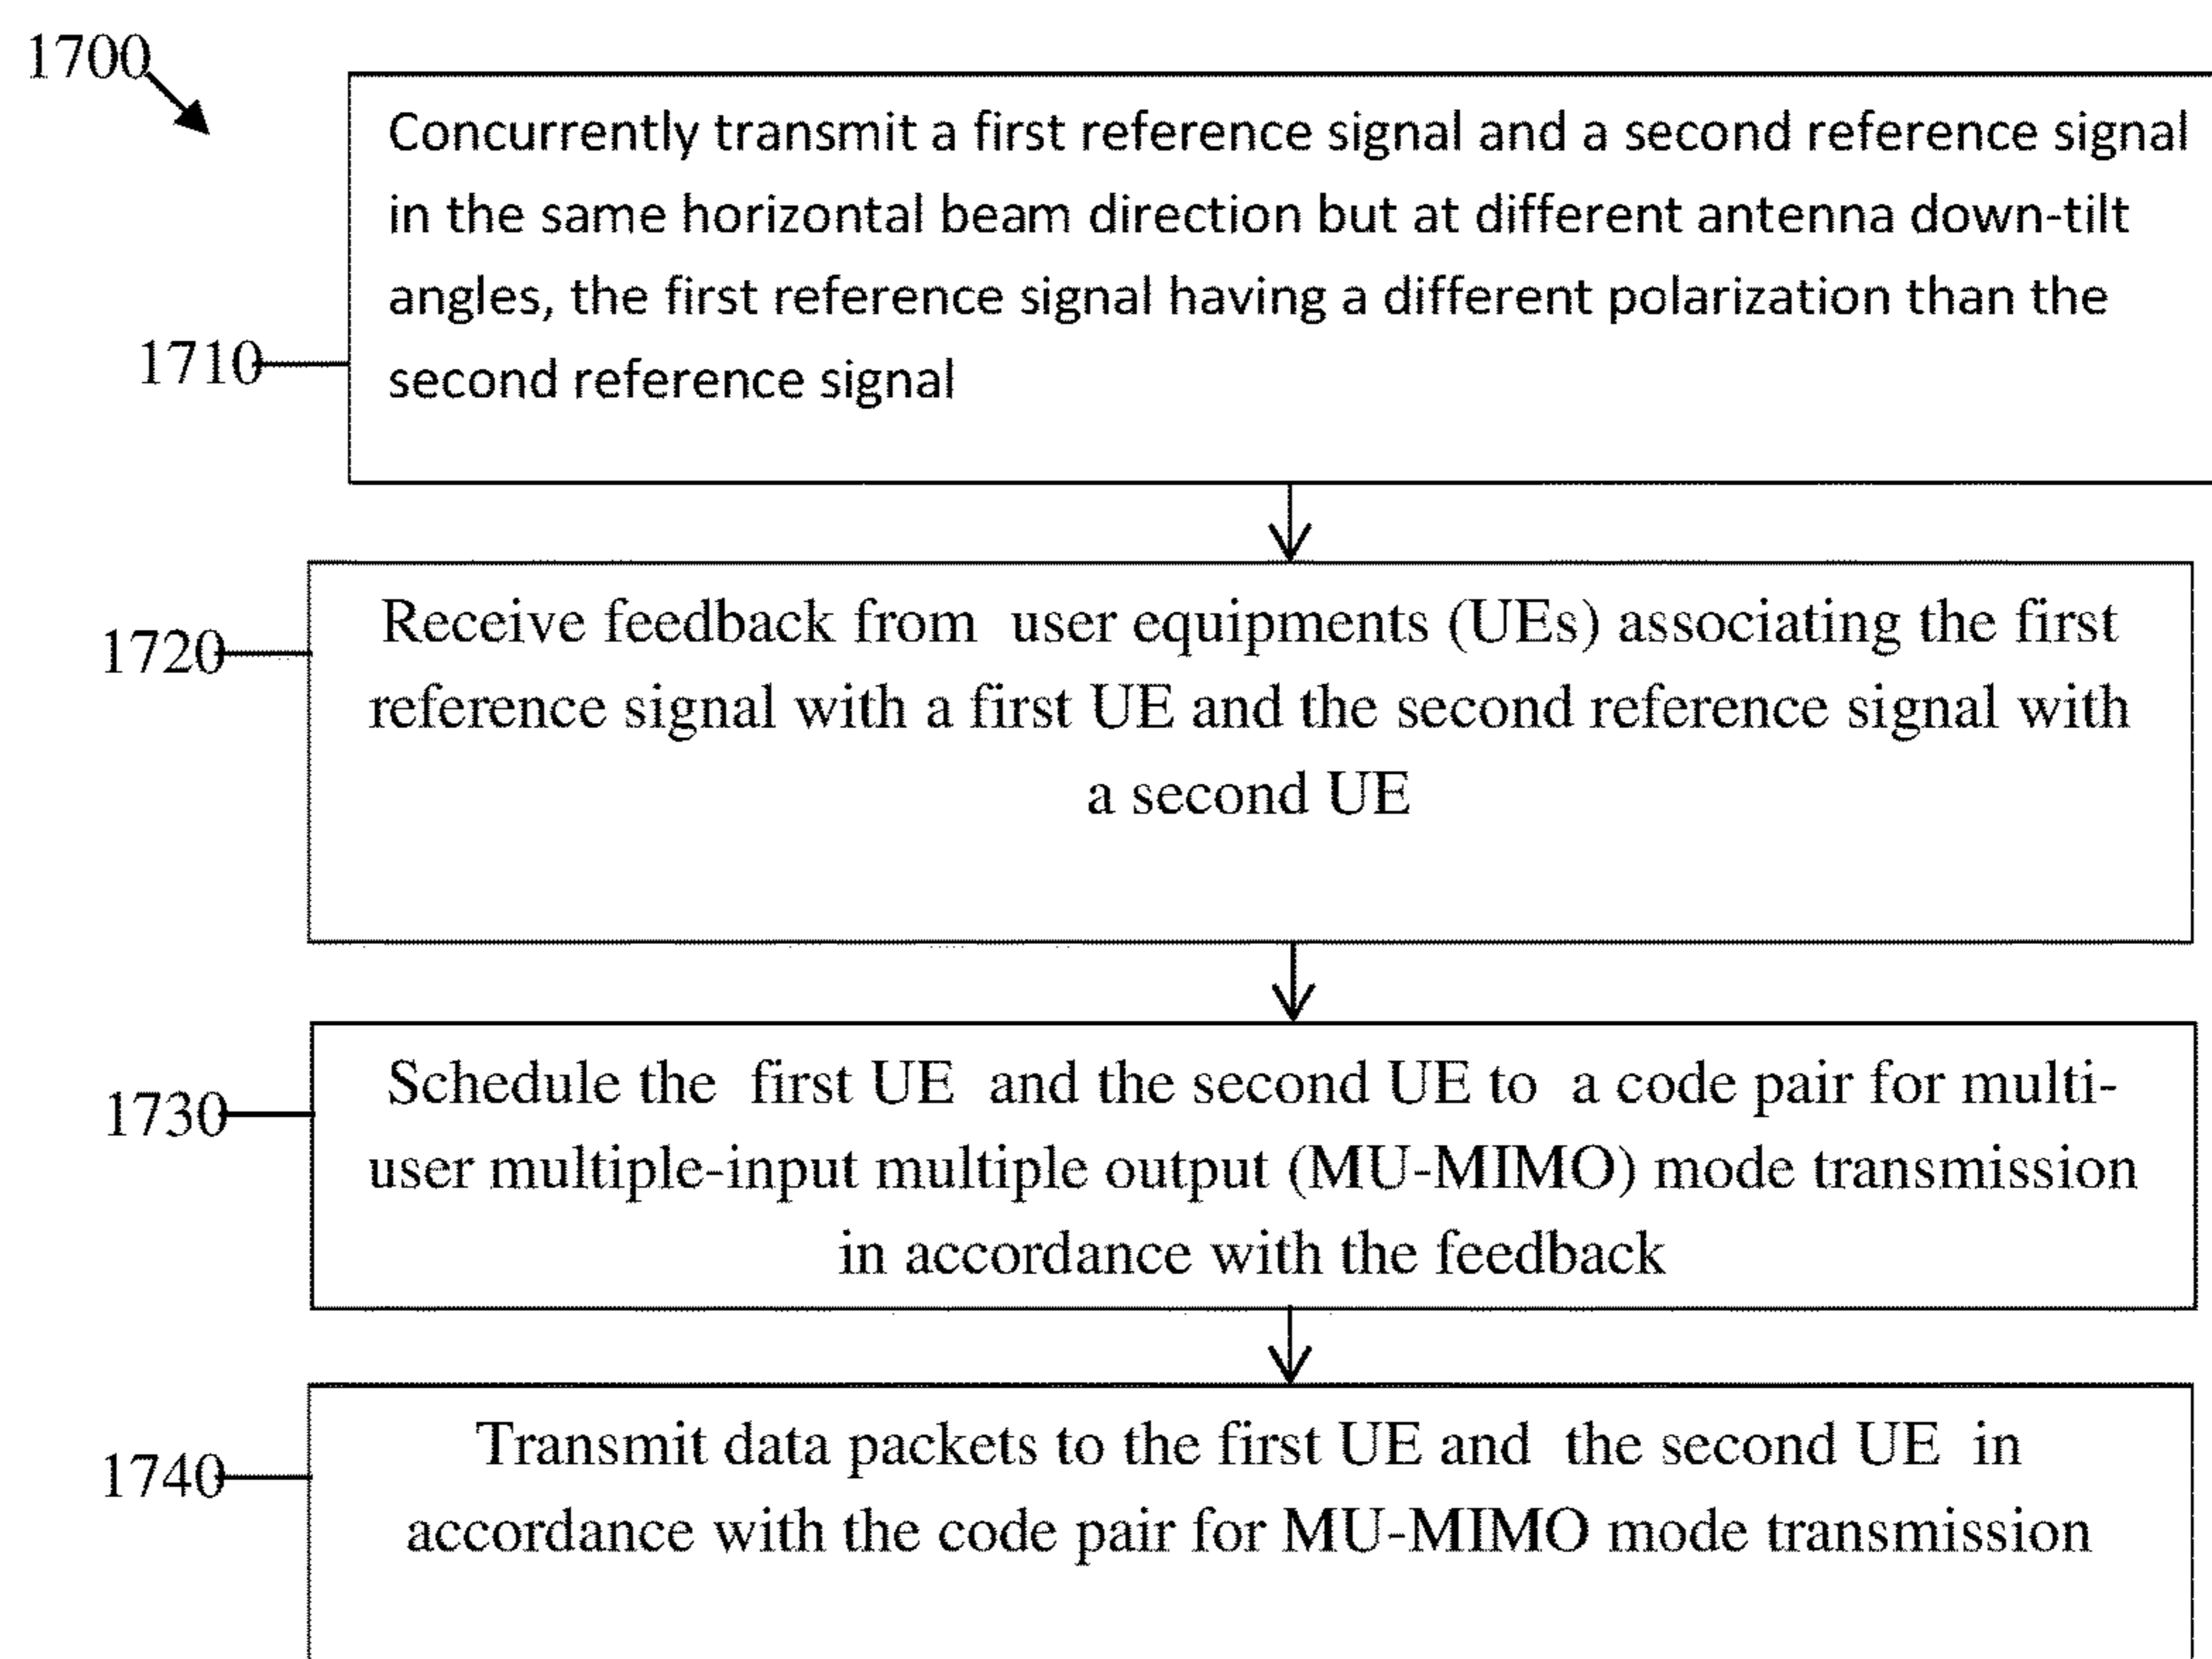 1700
Concurrently transmit a first reference signal and a second reference signal
in the same horizontal beam direction but at different antenna down-tilt
angles, the first reference signal having a different polarization than the
1710
second reference signal
Receive feedback from user equipments (UEs) associating the first
1720
reference signal with a first UE and the second reference signal with
a second UE
Schedule the first UE and the second UE to a code pair for multi-
1730
user multiple-input multiple output (MU-MIMO) mode transmission
in accordance with the feedback
Transmit data packets to the first UE and the second UE in
1740
accordance with the code pair for MU-MIMO mode transmission